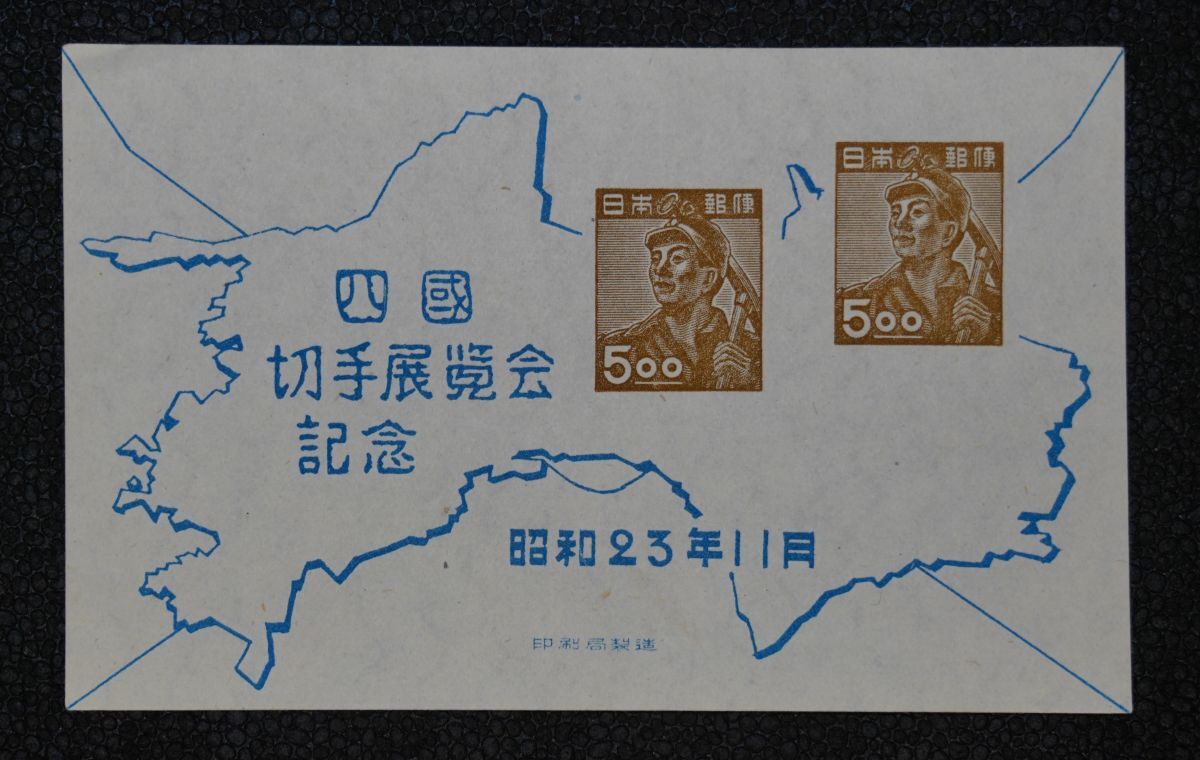 日本郵便
5.00
日本郵便
5.00
四國
切手展覧会
記念
昭和23年11月
印刷局製造